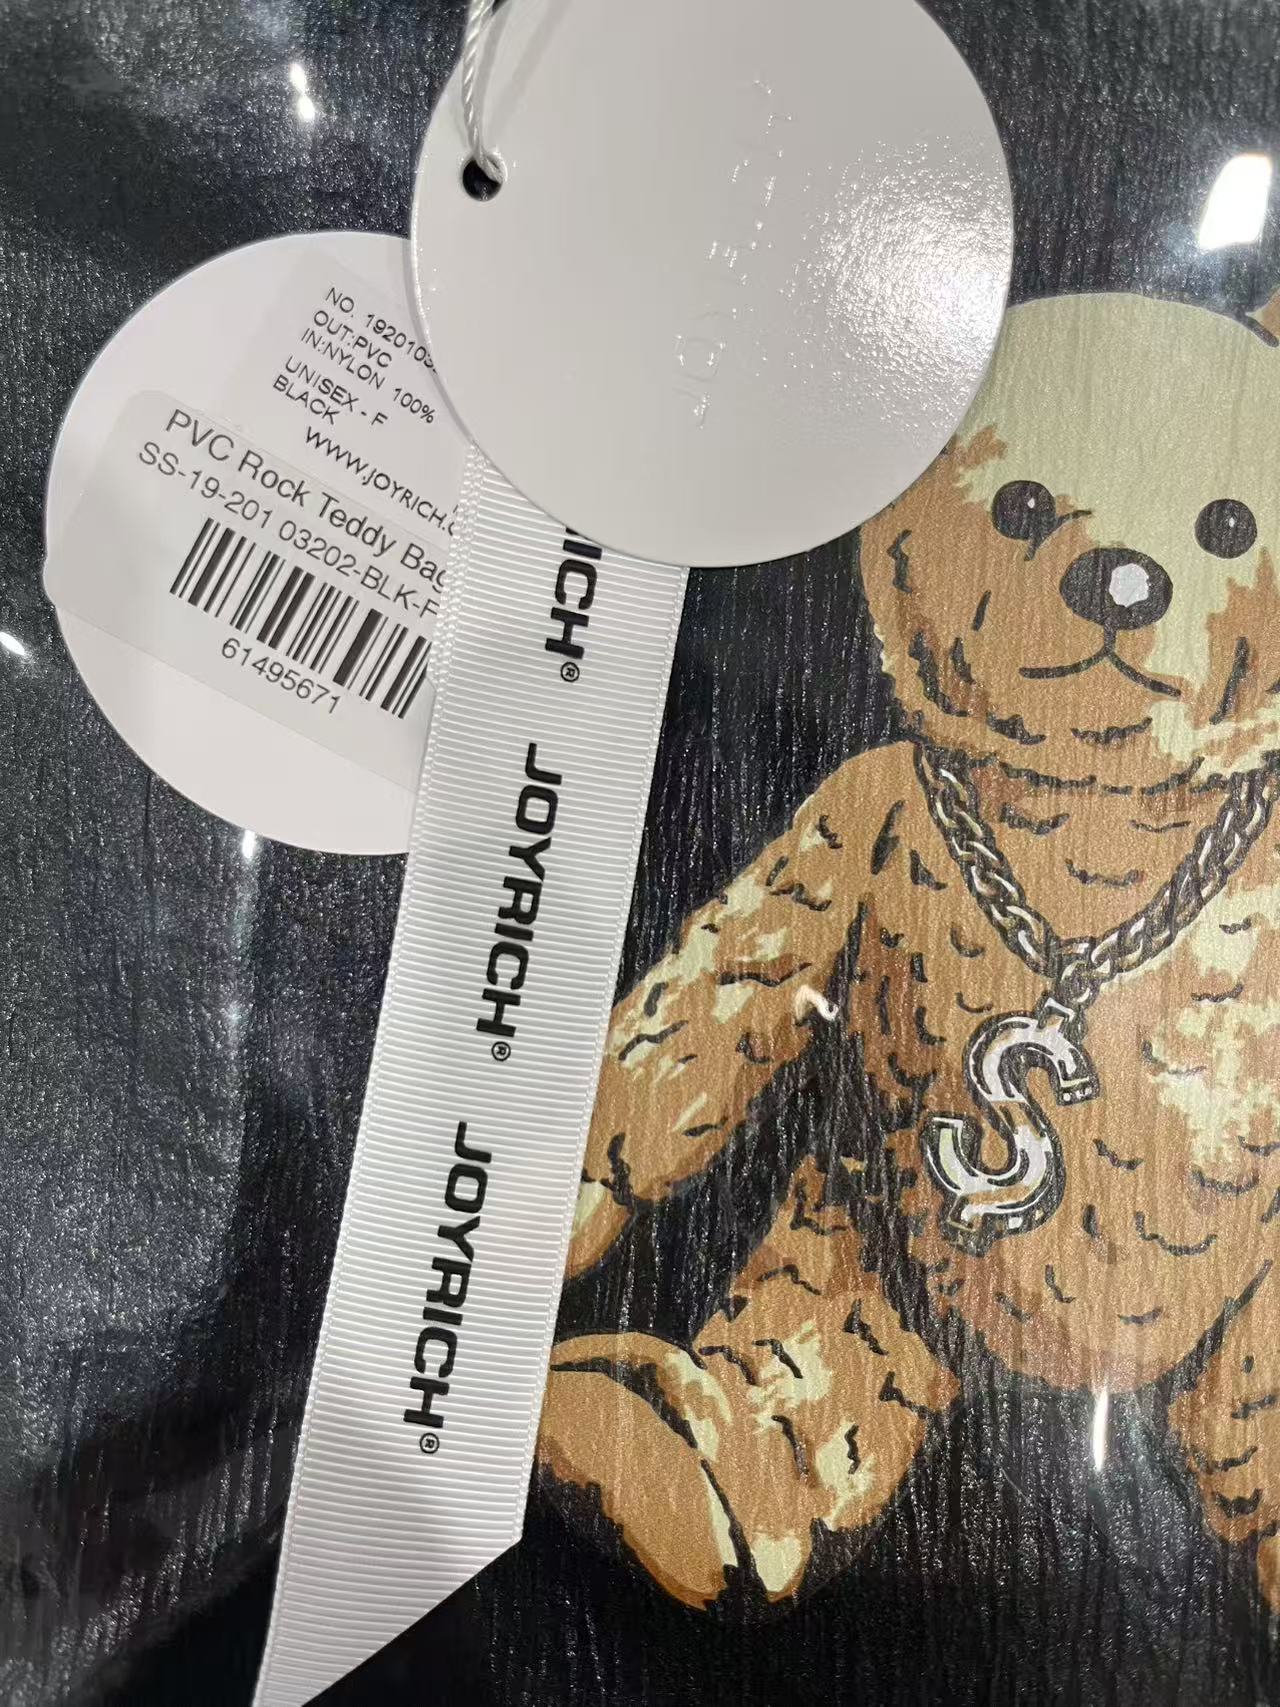 JOYRICH
NO. 1920103
OUT:PVC
IN:NYLON 100%
UNISEX - F
BLACK
WWW.JOYRICH.
PVC Rock Teddy Bag
SS-19-201 03202-BLK-F
61495671
RICH®
JOYRICH®
JOYRICH®
S